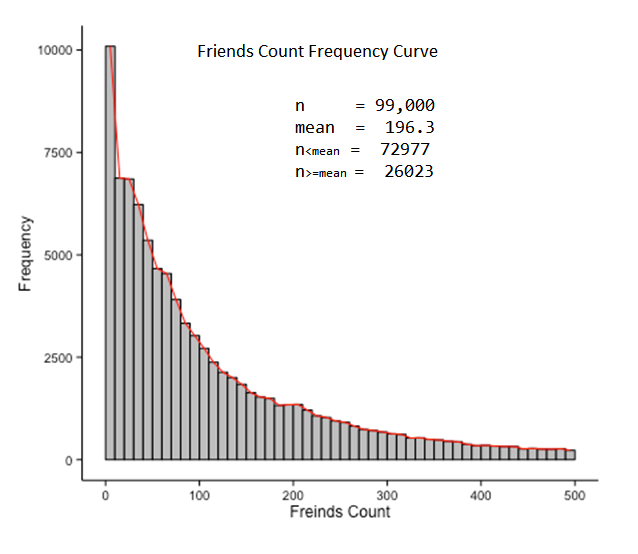 Friends Count Frequency Curve
n = 99,000
mean = 196.3
n<mean = 72977
n>=mean = 26023
Frequency
10000
7500
5000
2500
0
0 100 200 300 400 500
Freinds Count